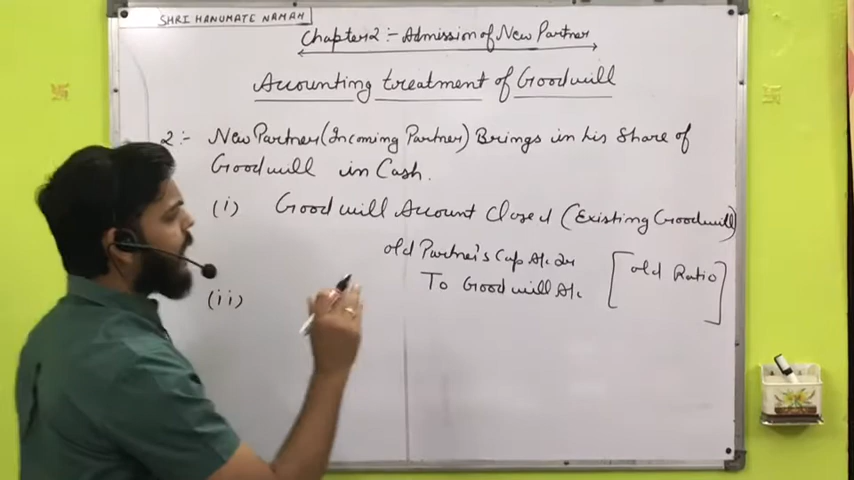 SHRI HANUMATE NAMAH
Chapter 2 :- Admission of New Partner
Accounting treatment of Goodwill
2:- New Partner (Incoming Partner) Brings in his Share of
Goodwill in Cash.
(i) Goodwill Account closed (Existing Goodwill)
old Partner's Cap A/c Dr
To Goodwill A/c [old Ratio]
(ii)